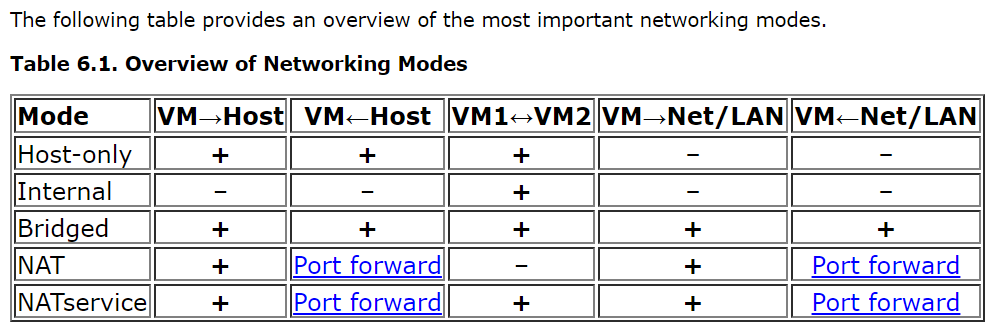 The following table provides an overview of the most important networking modes.
Table 6.1. Overview of Networking Modes
Mode VM→Host VM←Host VM1↔VM2 VM→Net/LAN VM←Net/LAN
Host-only + + + – –
Internal – – + – –
Bridged + + + + +
NAT + Port forward – + Port forward
NATservice + Port forward + + Port forward